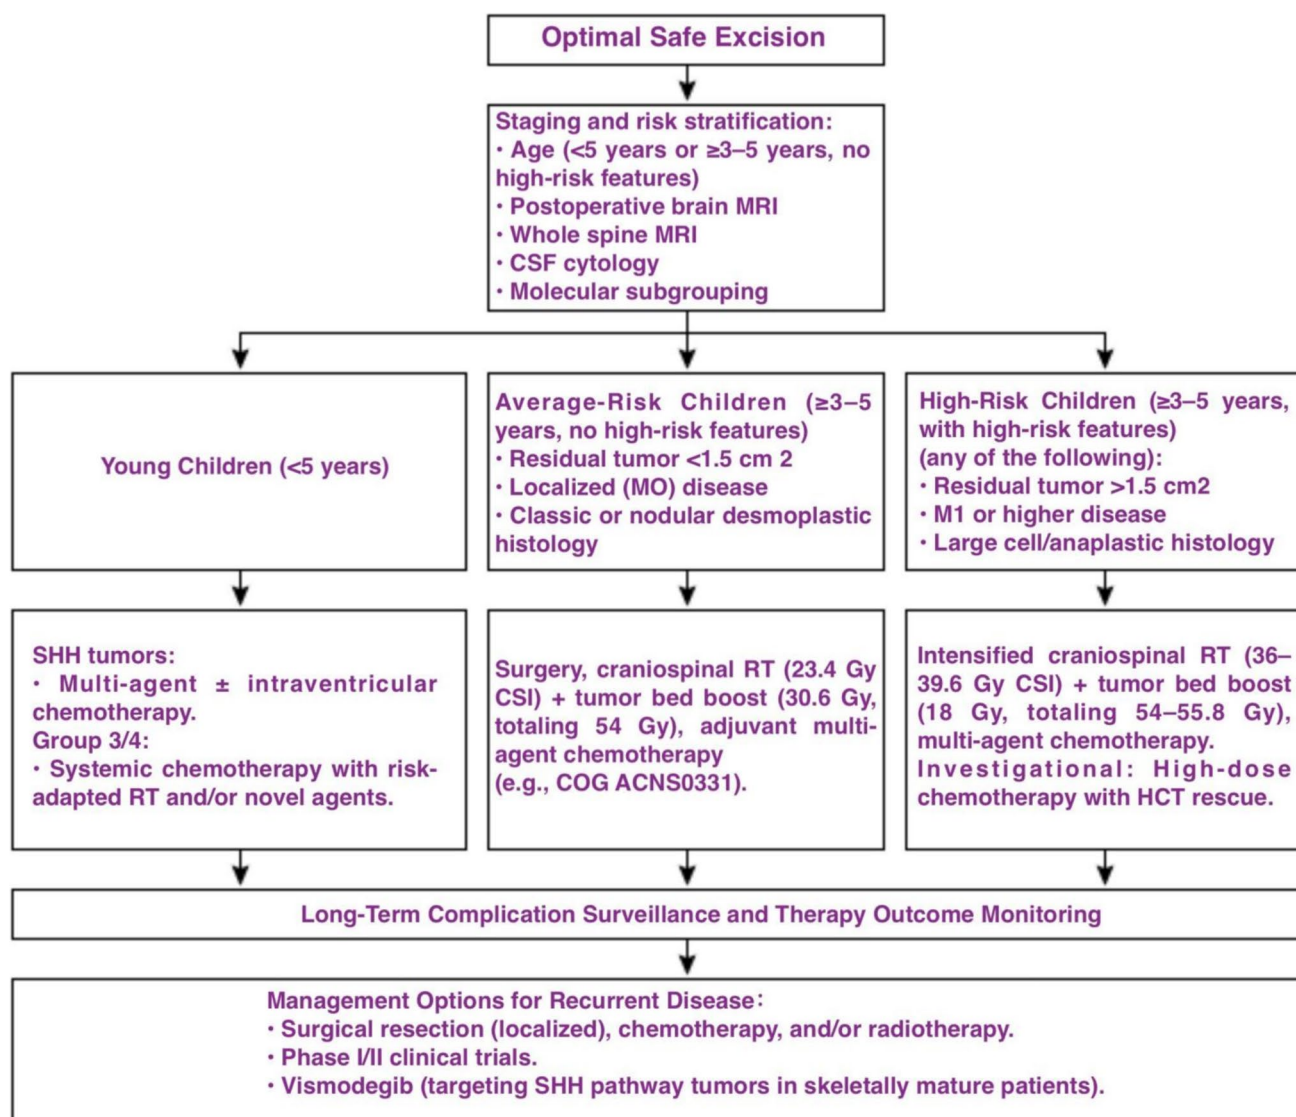 Optimal Safe Excision
Staging and risk stratification:
· Age (<5 years or ≥3–5 years, no
high-risk features)
· Postoperative brain MRI
· Whole spine MRI
· CSF cytology
· Molecular subgrouping
Young Children (<5 years)
Average-Risk Children (≥3–5
years, no high-risk features)
· Residual tumor <1.5 cm 2
· Localized (MO) disease
· Classic or nodular desmoplastic
histology
High-Risk Children (≥3–5 years,
with high-risk features)
(any of the following):
· Residual tumor >1.5 cm2
· M1 or higher disease
· Large cell/anaplastic histology
SHH tumors:
· Multi-agent ± intraventricular
chemotherapy.
Group 3/4:
· Systemic chemotherapy with risk-
adapted RT and/or novel agents.
Surgery, craniospinal RT (23.4 Gy
CSI) + tumor bed boost (30.6 Gy,
totaling 54 Gy), adjuvant multi-
agent chemotherapy
(e.g., COG ACNS0331).
Intensified craniospinal RT (36–
39.6 Gy CSI) + tumor bed boost
(18 Gy, totaling 54–55.8 Gy),
multi-agent chemotherapy.
Investigational: High-dose
chemotherapy with HCT rescue.
Long-Term Complication Surveillance and Therapy Outcome Monitoring
Management Options for Recurrent Disease:
· Surgical resection (localized), chemotherapy, and/or radiotherapy.
· Phase I/II clinical trials.
· Vismodegib (targeting SHH pathway tumors in skeletally mature patients).